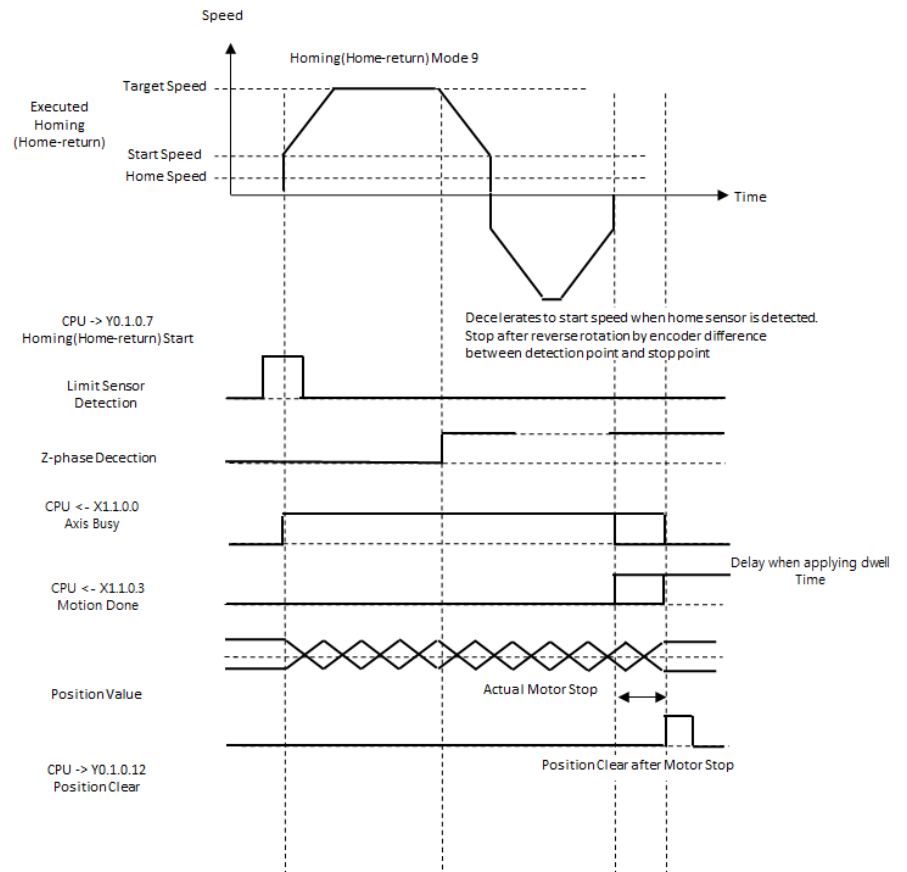 Speed
Homing(Home-return) Mode 9
Target Speed
Executed
Homing
(Home-return)
Start Speed
Home Speed
Time
Decelerates to start speed when home sensor is detected.
Stop after reverse rotation by encoder difference
between detection point and stop point
CPU -> Y0.1.0.7
Homing(Home-return) Start
Limit Sensor
Detection
Z-phase Decection
CPU <- X1.1.0.0
Axis Busy
Delay when applying dwell
Time
CPU <- X1.1.0.3
Motion Done
Position Value
Actual Motor Stop
Position Clear after Motor Stop
CPU -> Y0.1.0.12
Position Clear